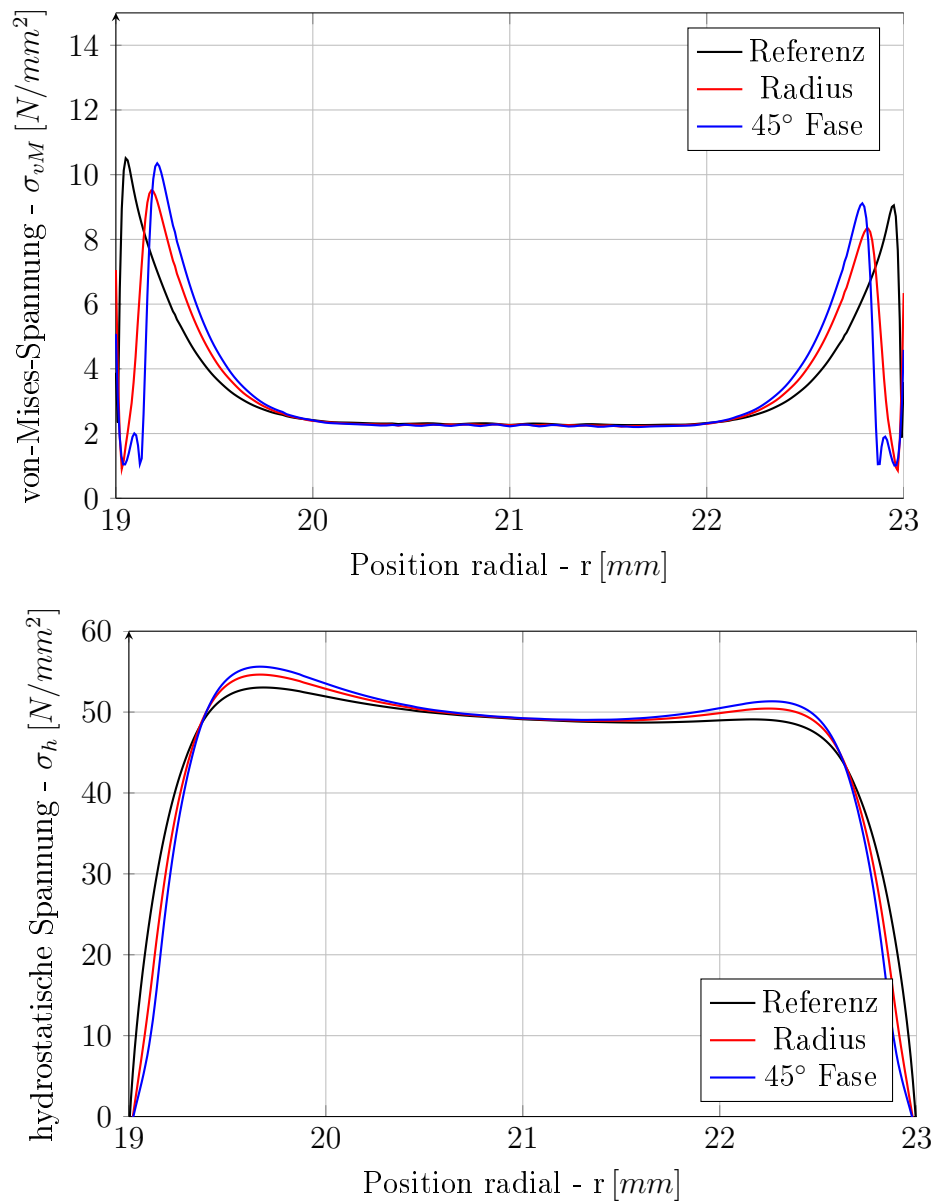 14
12
10
8
6
4
2
0
von-Mises-Spannung - σ_vM [N/mm²]
Referenz
Radius
45° Fase
19 20 21 22 23
Position radial - r [mm]
60
50
40
30
20
10
0
hydrostatische Spannung - σ_h [N/mm²]
Referenz
Radius
45° Fase
19 20 21 22 23
Position radial - r [mm]